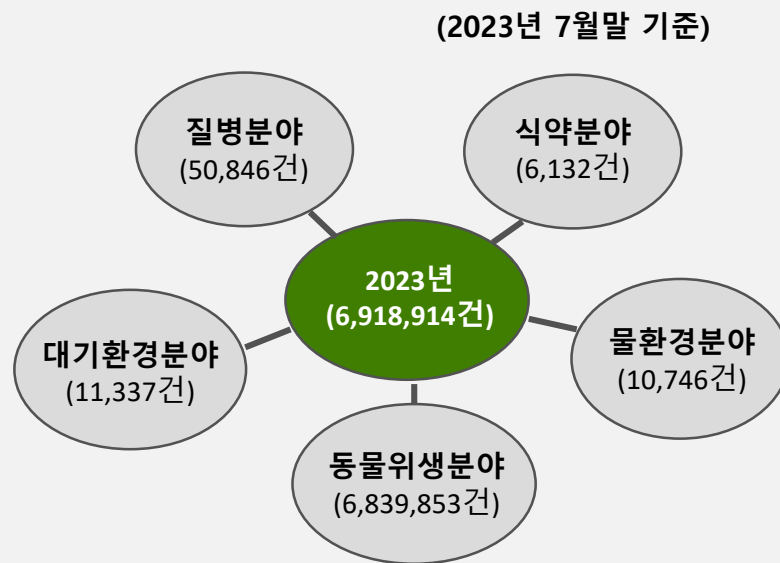 (2023년 7월말 기준)
질병분야
(50,846건)
식약분야
(6,132건)
2023년
(6,918,914건)
대기환경분야
(11,337건)
물환경분야
(10,746건)
동물위생분야
(6,839,853건)